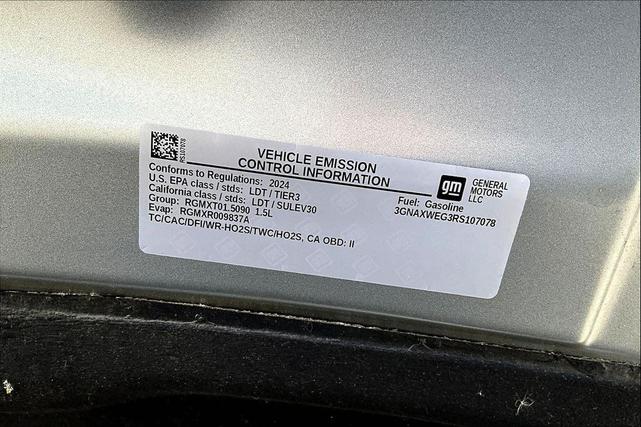 RS107078
VEHICLE EMISSION
CONTROL INFORMATION
gm
GENERAL
MOTORS
LLC
Conforms to Regulations: 2024
U.S. EPA class / stds: LDT / TIER3
California class / stds: LDT / SULEV30
Group: RGMXT01.5090 1.5L
Evap: RGMXR009837A
TC/CAC/DFI/WR-HO2S/TWC/HO2S, CA OBD: II
Fuel: Gasoline
3GNAXWEG3RS107078